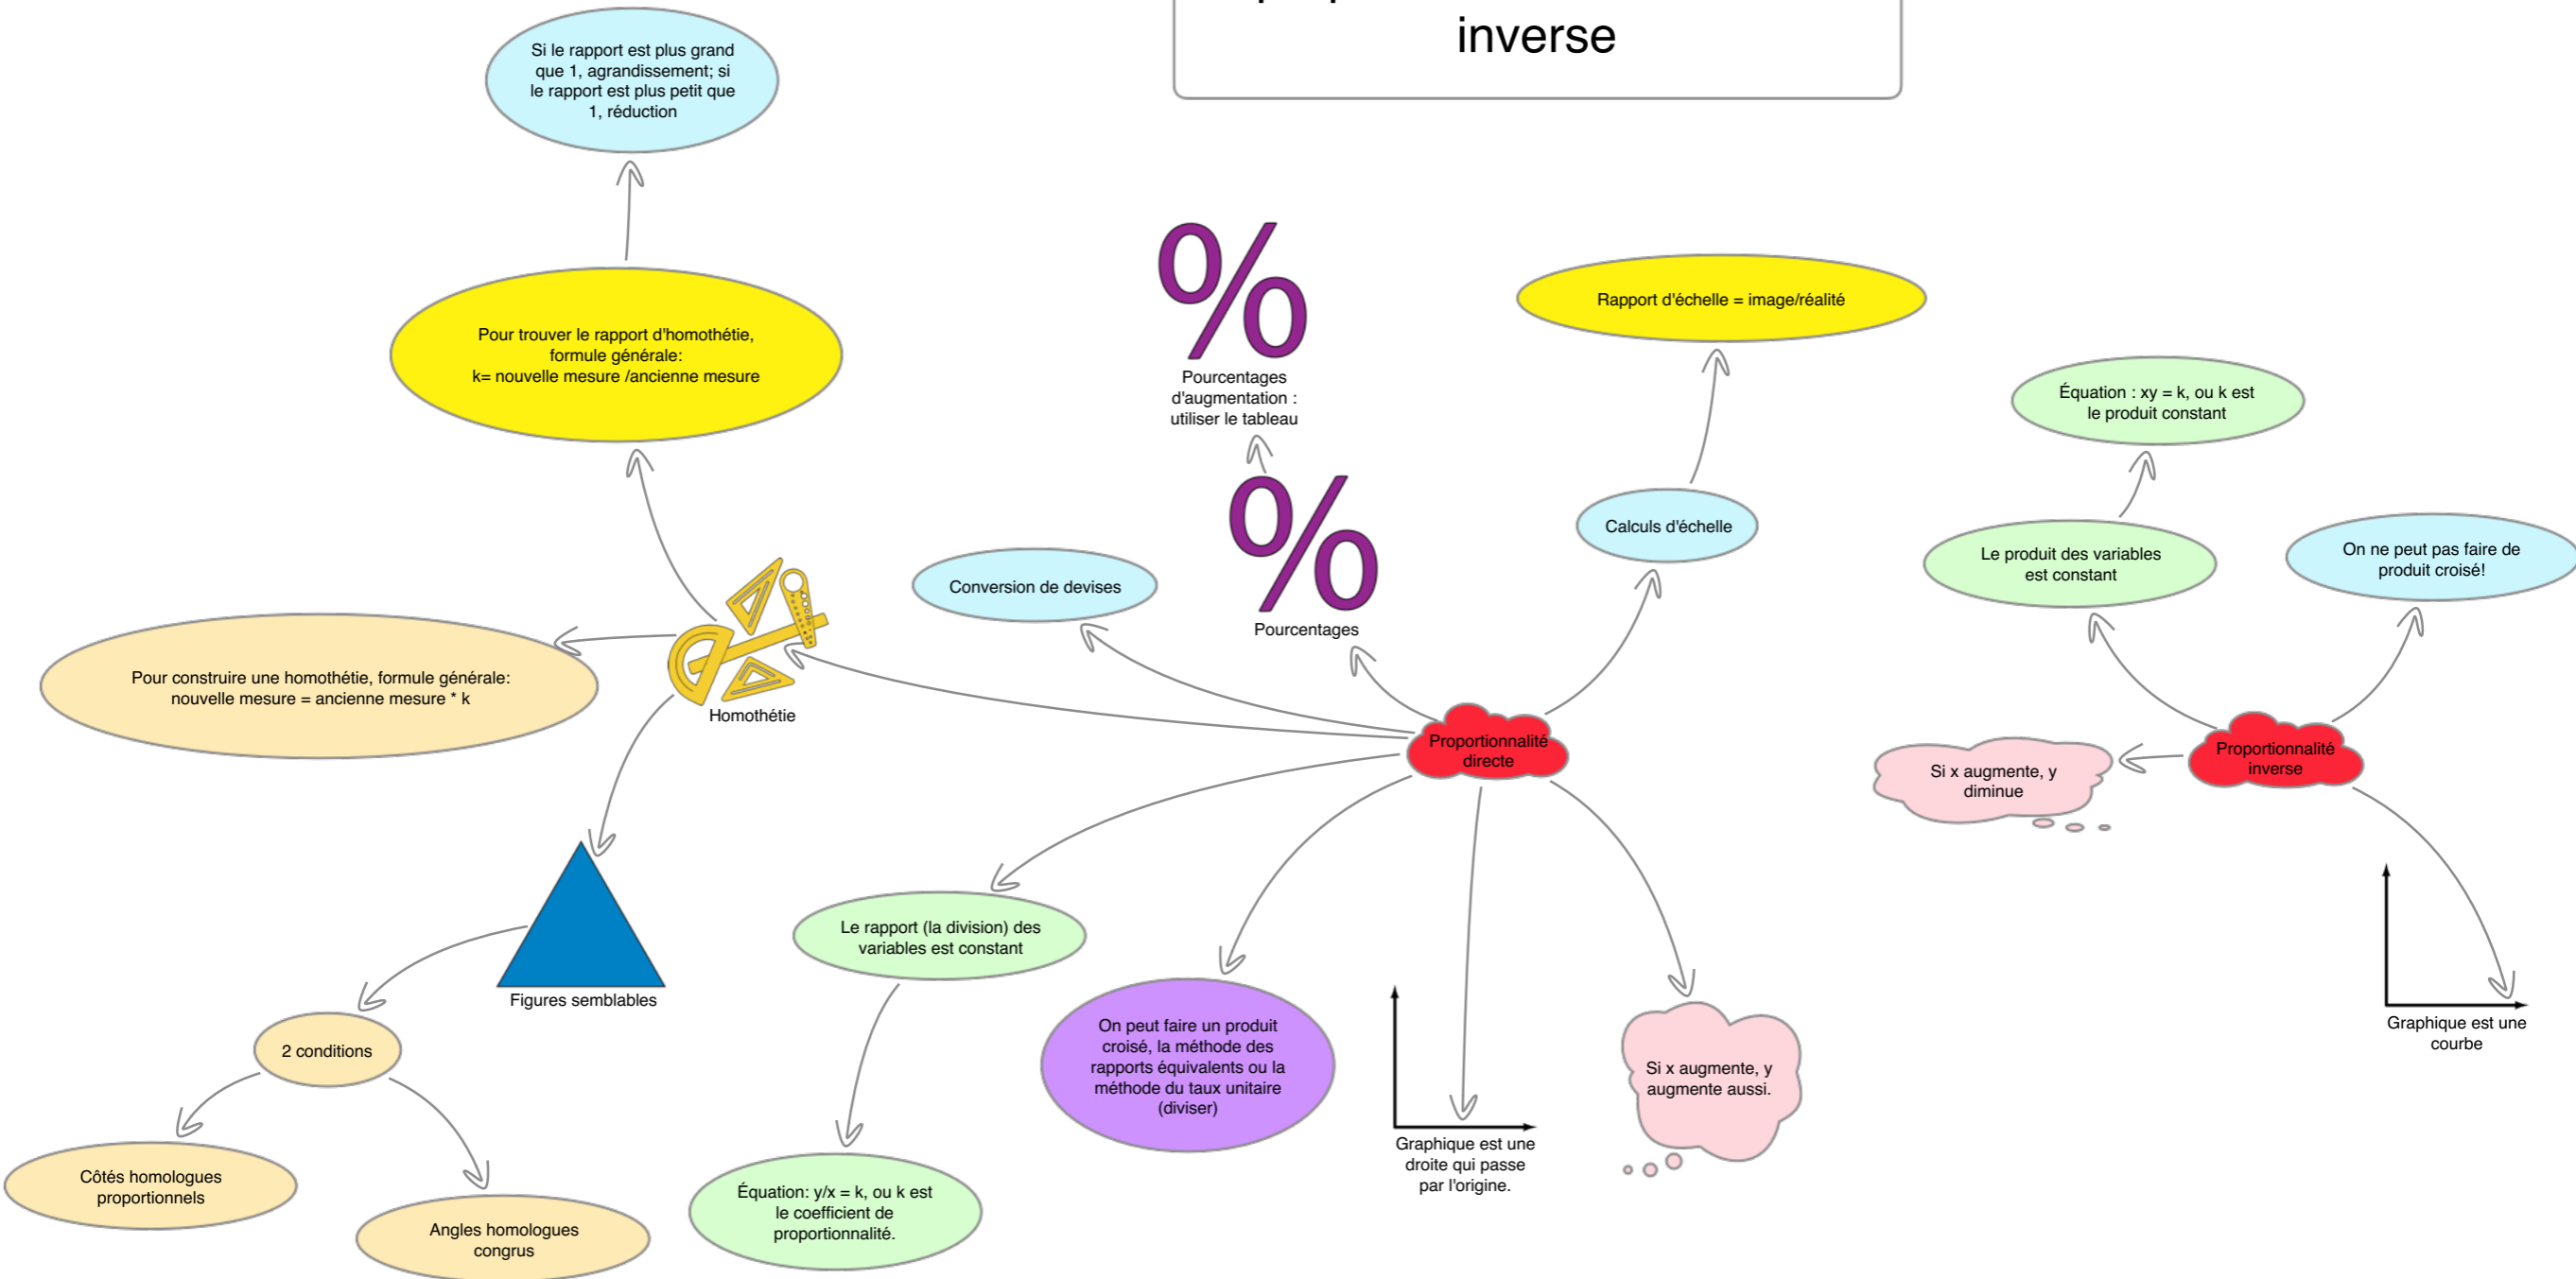 inverse
Si le rapport est plus grand
que 1, agrandissement; si
le rapport est plus petit que
1, réduction
Pour trouver le rapport d'homothétie,
formule générale:
k= nouvelle mesure /ancienne mesure
%
Pourcentages
d'augmentation :
utiliser le tableau
Rapport d'échelle = image/réalité
Équation : xy = k, ou k est
le produit constant
%
Pourcentages
Calculs d'échelle
Le produit des variables
est constant
On ne peut pas faire de
produit croisé!
Conversion de devises
Pour construire une homothétie, formule générale:
nouvelle mesure = ancienne mesure * k
Homothétie
Proportionnalité
directe
Proportionnalité
inverse
Si x augmente, y
diminue
Figures semblables
Le rapport (la division) des
variables est constant
On peut faire un produit
croisé, la méthode des
rapports équivalents ou la
méthode du taux unitaire
(diviser)
Graphique est une
droite qui passe
par l'origine.
Si x augmente, y
augmente aussi.
Graphique est une
courbe
2 conditions
Côtés homologues
proportionnels
Angles homologues
congrus
Équation: y/x = k, ou k est
le coefficient de
proportionnalité.